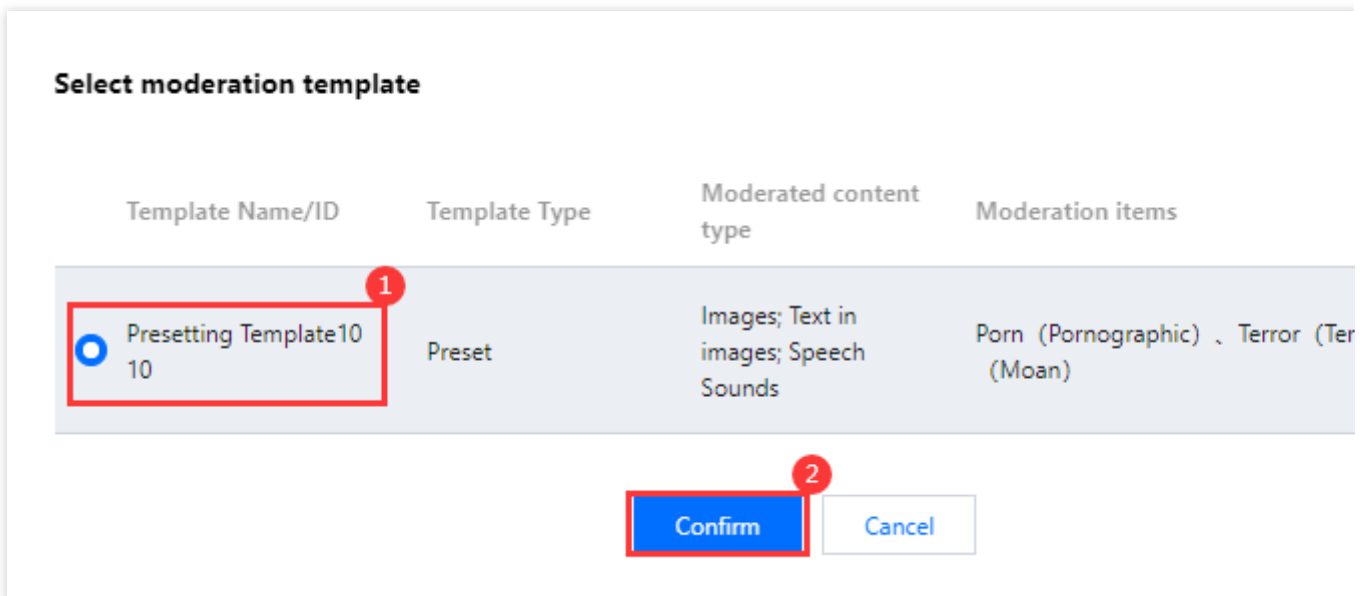 Select moderation template
Template Name/ID
Template Type
Moderated content
type
Moderation items
1
Presetting Template10
10
Preset
Images; Text in
images; Speech
Sounds
Porn (Pornographic) 、Terror (Ter
(Moan)
2
Confirm
Cancel